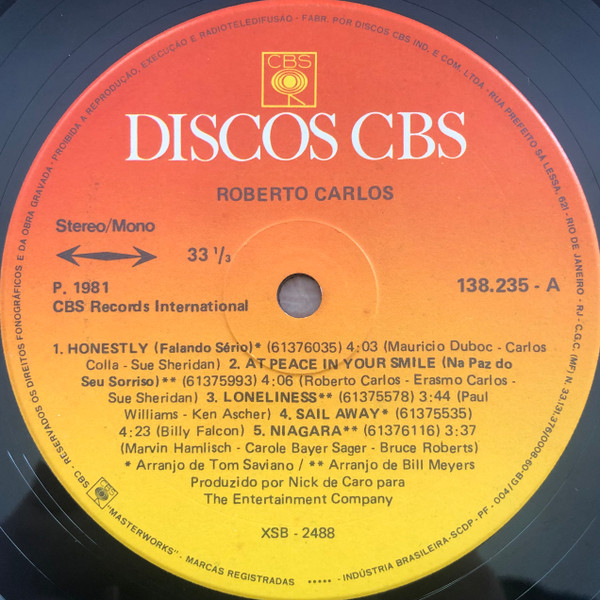 CBS
DISCOS CBS
ROBERTO CARLOS
Stereo/Mono
33 1/3
P. 1981
CBS Records International
138.235 - A
1. HONESTLY (Falando Sério)* (61376035) 4:03 (Mauricio Duboc - Carlos
Colla - Sue Sheridan) 2. AT PEACE IN YOUR SMILE (Na Paz do
Seu Sorriso)** (61375993) 4:06 (Roberto Carlos - Erasmo Carlos -
Sue Sheridan) 3. LONELINESS** (61375578) 3:44 (Paul
Williams - Ken Ascher) 4. SAIL AWAY* (61375535)
4:23 (Billy Falcon) 5. NIAGARA** (61376116) 3:37
(Marvin Hamlisch - Carole Bayer Sager - Bruce Roberts)
* Arranjo de Tom Saviano / ** Arranjo de Bill Meyers
Produzido por Nick de Caro para
The Entertainment Company
XSB - 2488
- CBS - RESERVADOS OS DIREITOS FONOGRÁFICOS E DA OBRA GRAVADA - PROIBIDA A REPRODUÇÃO, EXECUÇÃO E RADIOTELEDIFUSÃO - FABR. POR DISCOS CBS IND. E COM. LTDA - RUA PREFEITO SÁ LESSA, 621 - RIO DE JANEIRO - RJ - C.G.C. (MF) N.
"MASTERWORKS" - MARCAS REGISTRADAS ••••• - INDÚSTRIA BRASILEIRA-SCDP-PF - 004/GB